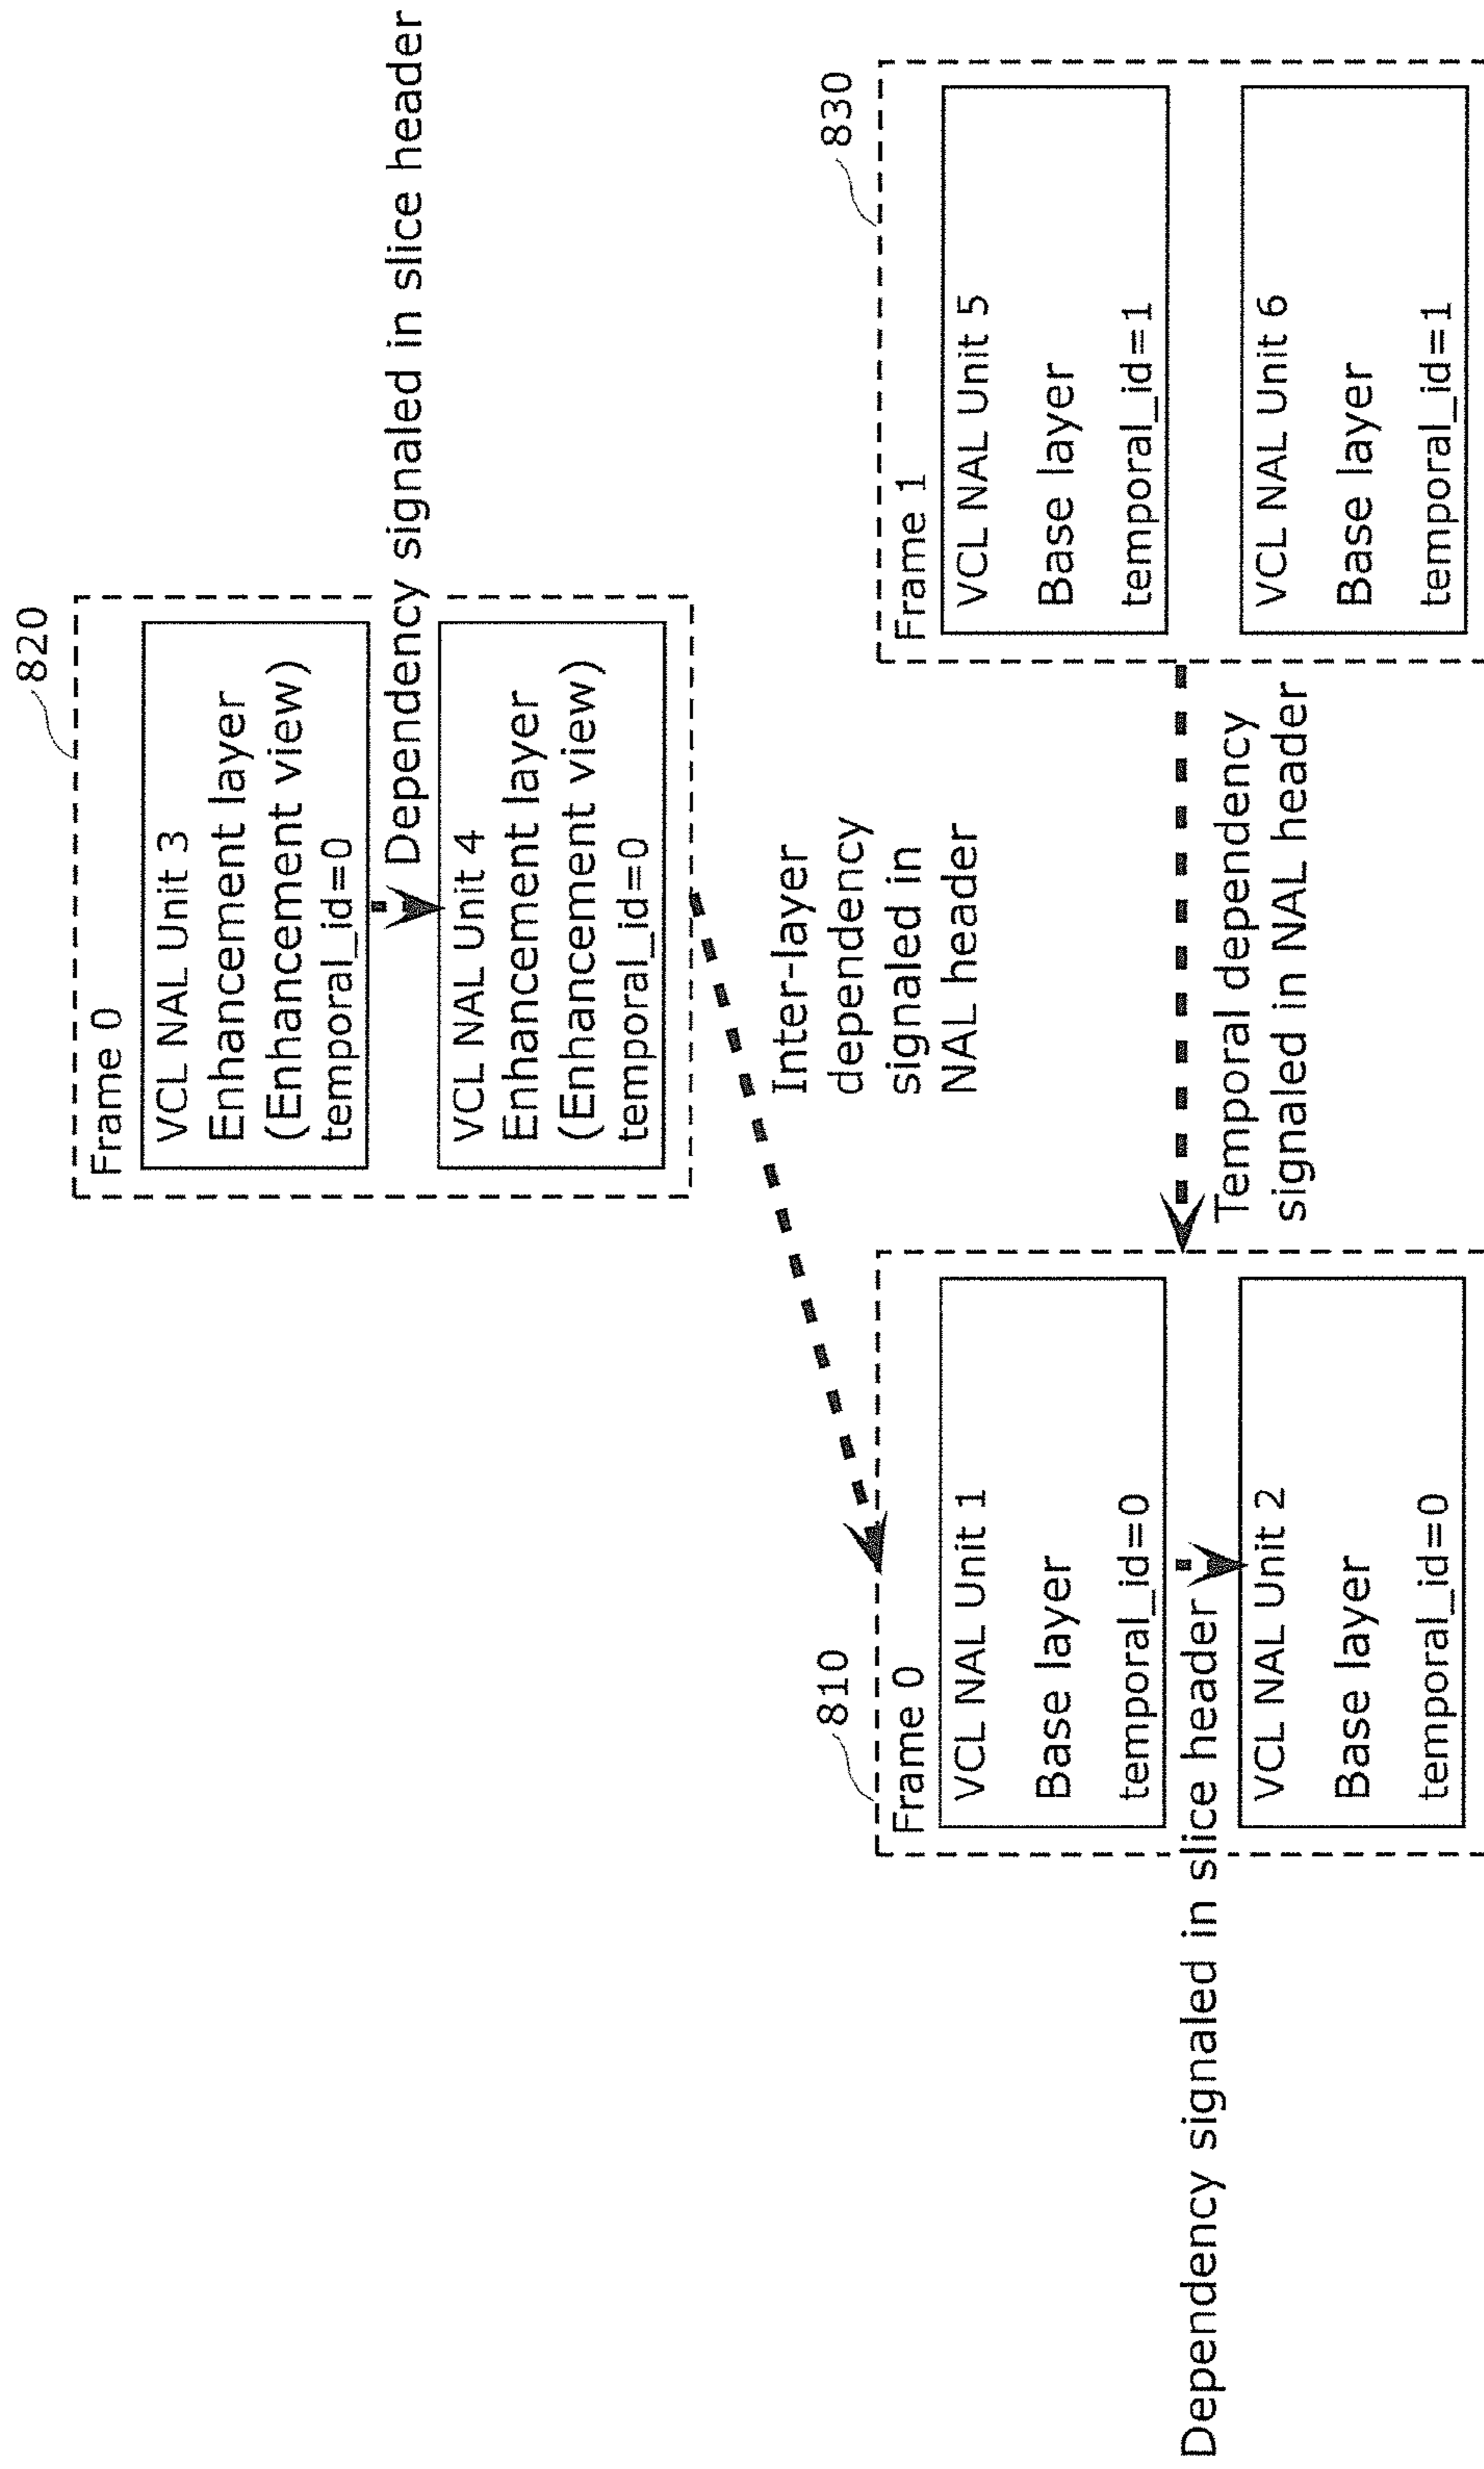 820
Frame 0
VCL NAL Unit 3
Enhancement layer
(Enhancement view)
temporal_id=0
Dependency signaled in slice header
VCL NAL Unit 4
Enhancement layer
(Enhancement view)
temporal_id=0
Inter-layer
dependency
signaled in
NAL header
810
Frame 0
VCL NAL Unit 1
Base layer
temporal_id=0
Dependency signaled in slice header
VCL NAL Unit 2
Base layer
temporal_id=0
Temporal dependency
signaled in NAL header
830
Frame 1
VCL NAL Unit 5
Base layer
temporal_id=1
VCL NAL Unit 6
Base layer
temporal_id=1